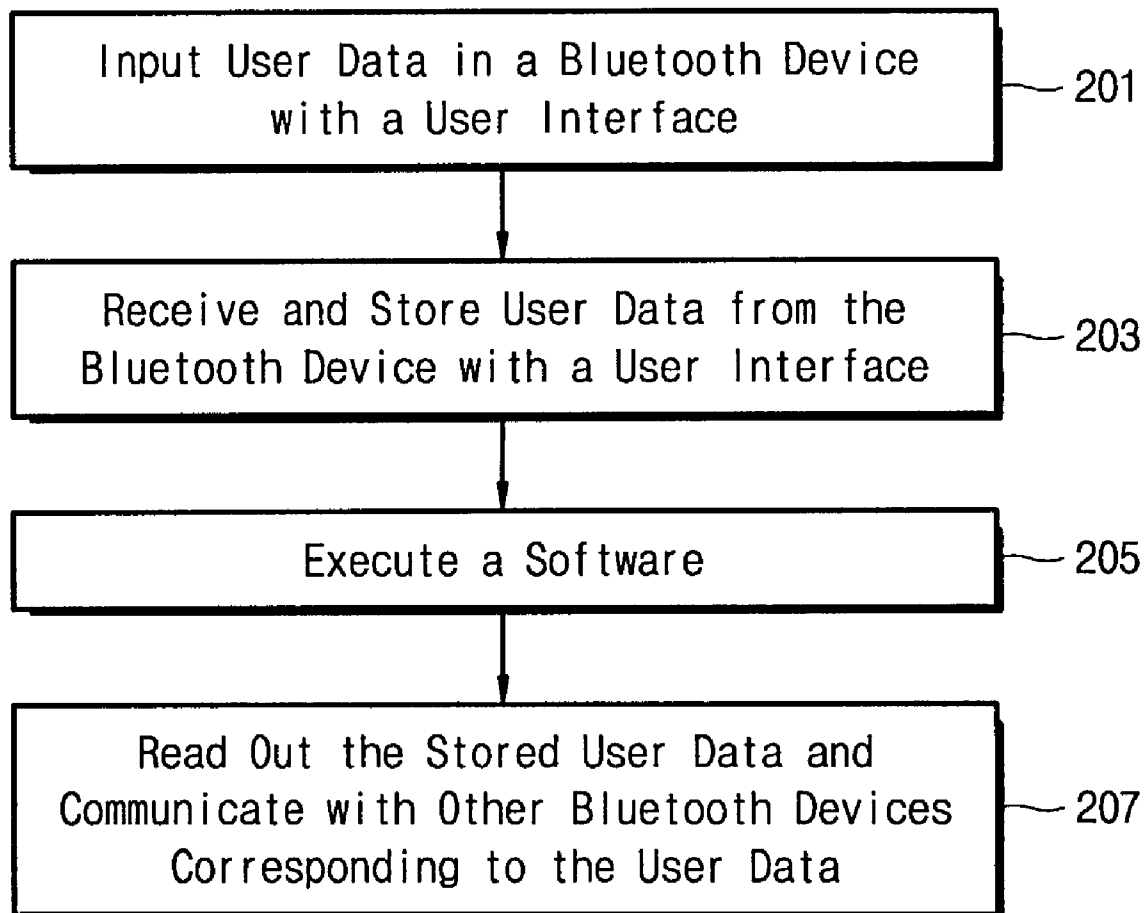 Input User Data in a Bluetooth Device
with a User Interface
201
Receive and Store User Data from the
Bluetooth Device with a User Interface
203
Execute a Software
205
Read Out the Stored User Data and
Communicate with Other Bluetooth Devices
Corresponding to the User Data
207